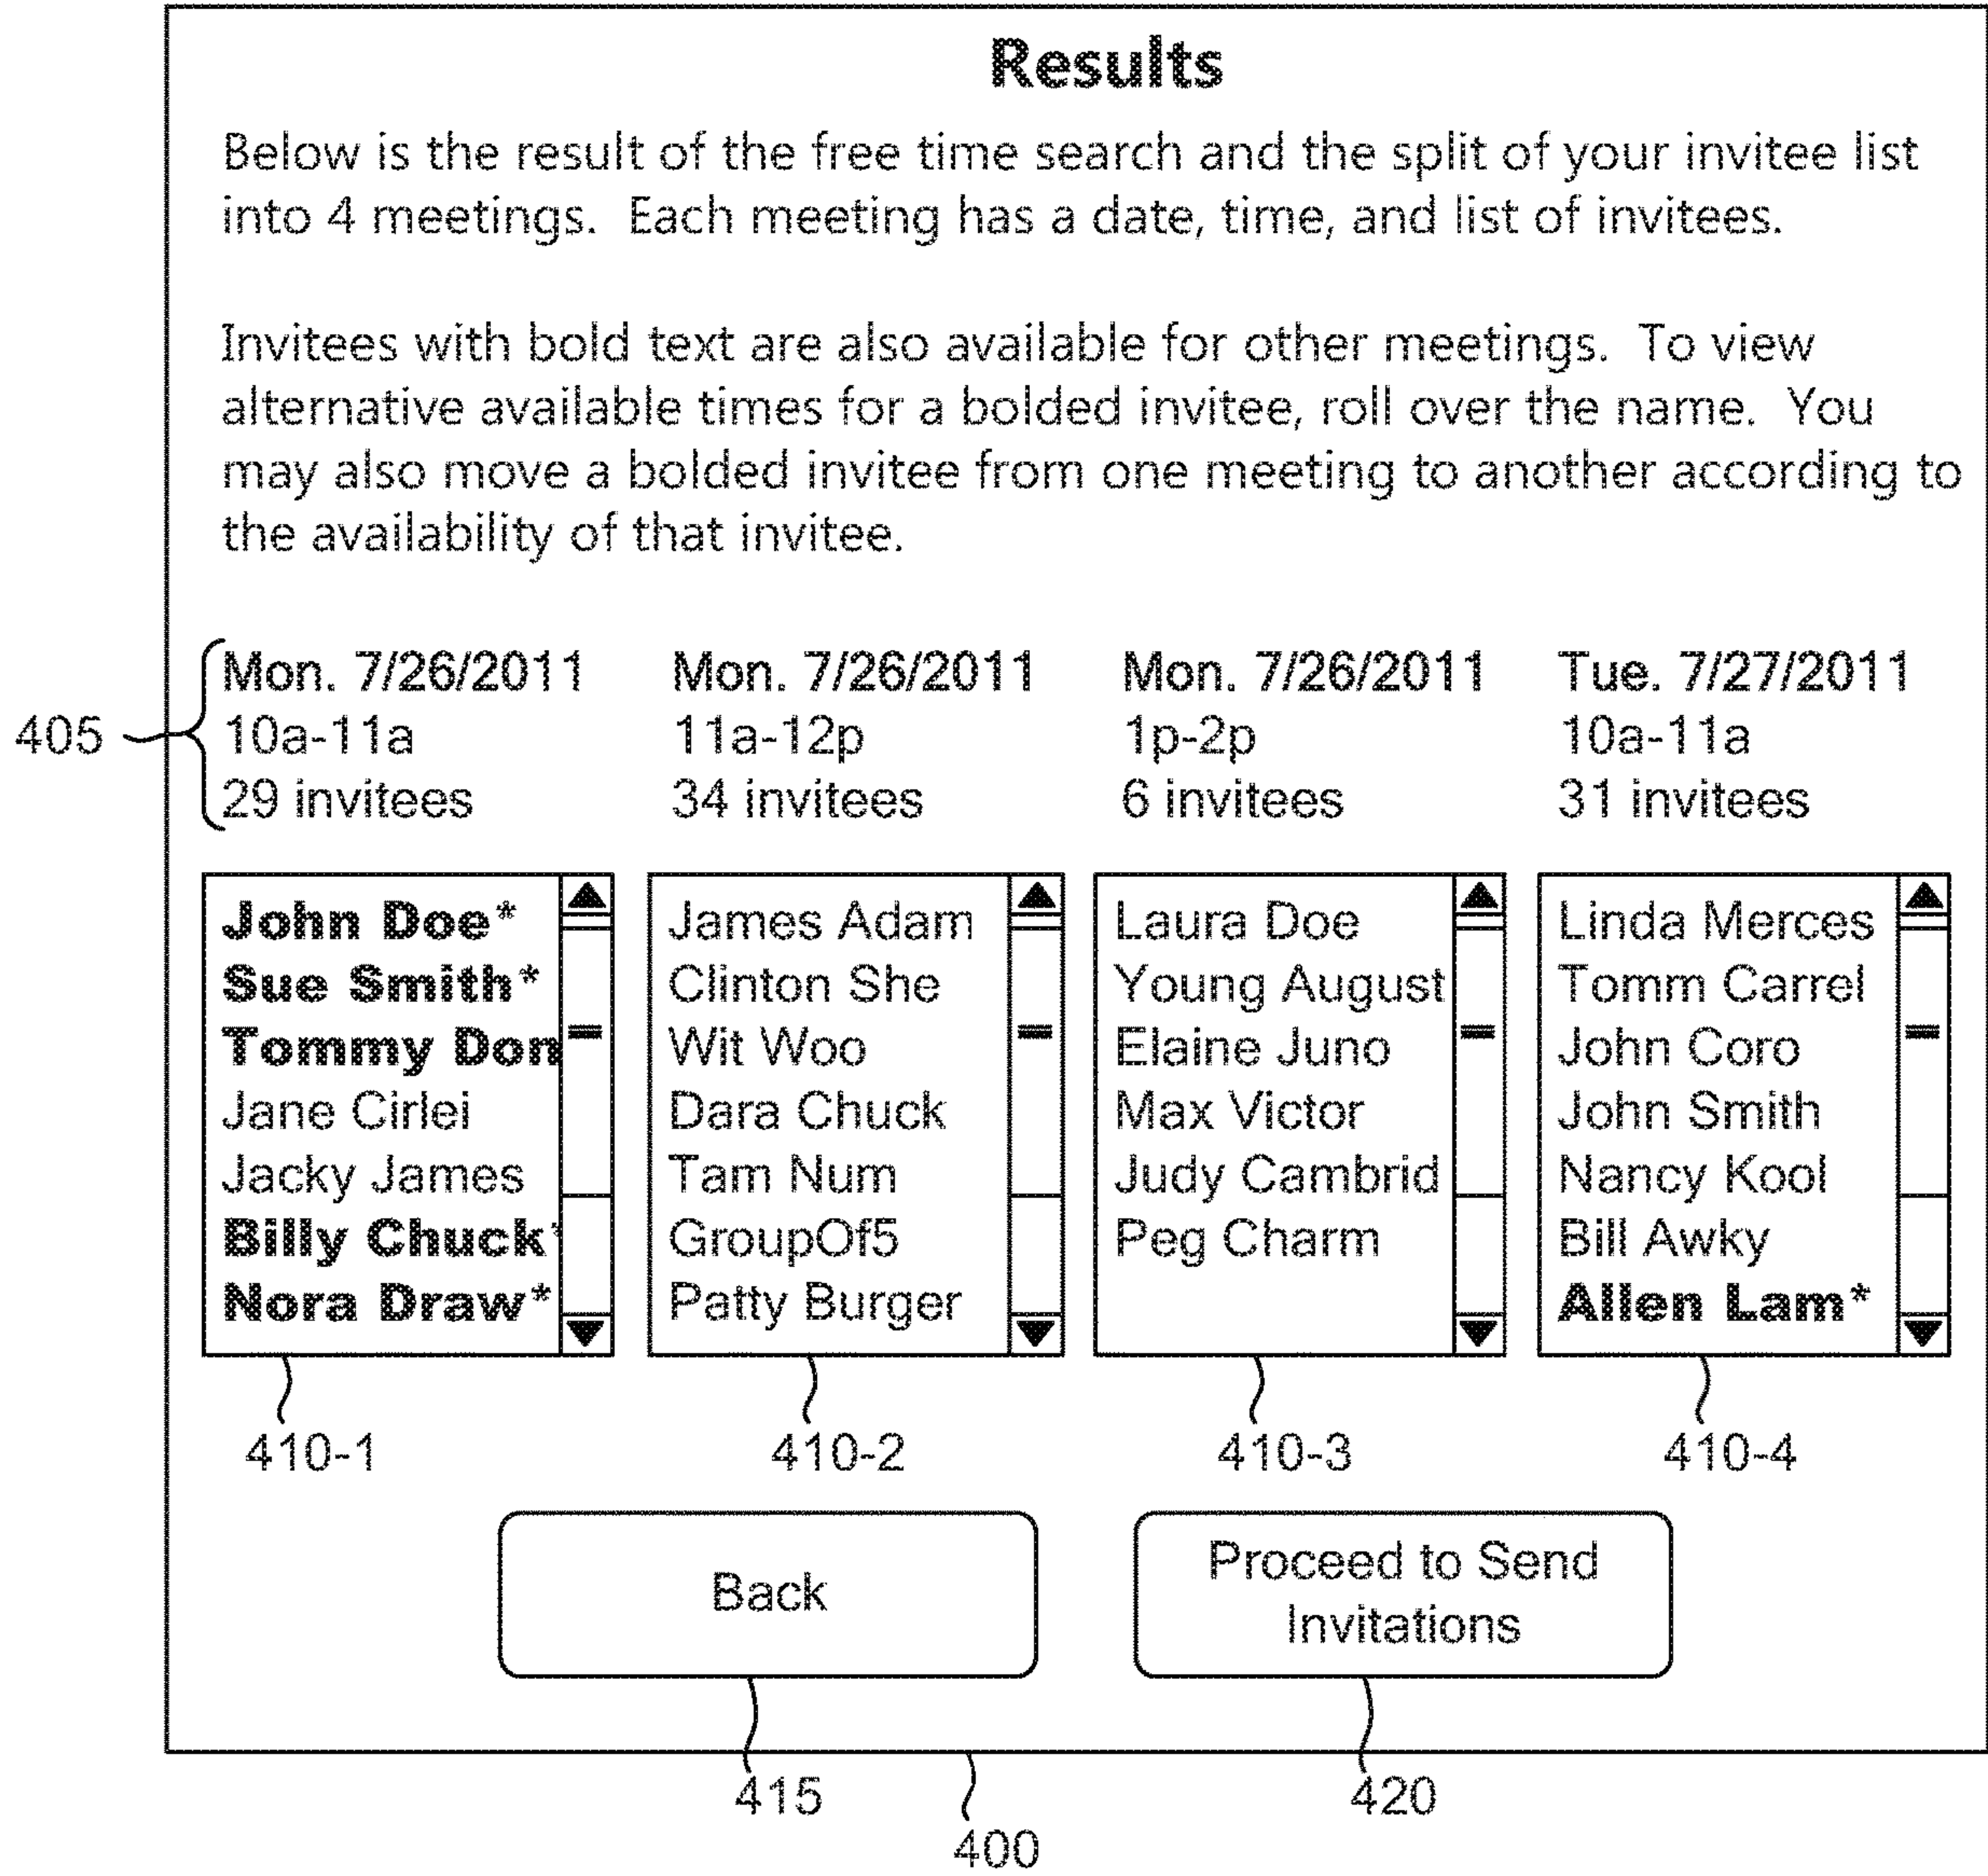 Results
Below is the result of the free time search and the split of your invitee list
into 4 meetings. Each meeting has a date, time, and list of invitees.
Invitees with bold text are also available for other meetings. To view
alternative available times for a bolded invitee, roll over the name. You
may also move a bolded invitee from one meeting to another according to
the availability of that invitee.
405
Mon. 7/26/2011
10a-11a
29 invitees
Mon. 7/26/2011
11a-12p
34 invitees
Mon. 7/26/2011
1p-2p
6 invitees
Tue. 7/27/2011
10a-11a
31 invitees
John Doe*
Sue Smith*
Tommy Don
Jane Cirlei
Jacky James
Billy Chuck*
Nora Draw*
James Adam
Clinton She
Wit Woo
Dara Chuck
Tam Num
GroupOf5
Patty Burger
Laura Doe
Young August
Elaine Juno
Max Victor
Judy Cambrid
Peg Charm
Linda Merces
Tomm Carrel
John Coro
John Smith
Nancy Kool
Bill Awky
Allen Lam*
410-1
410-2
410-3
410-4
Back
Proceed to Send
Invitations
415
420
400